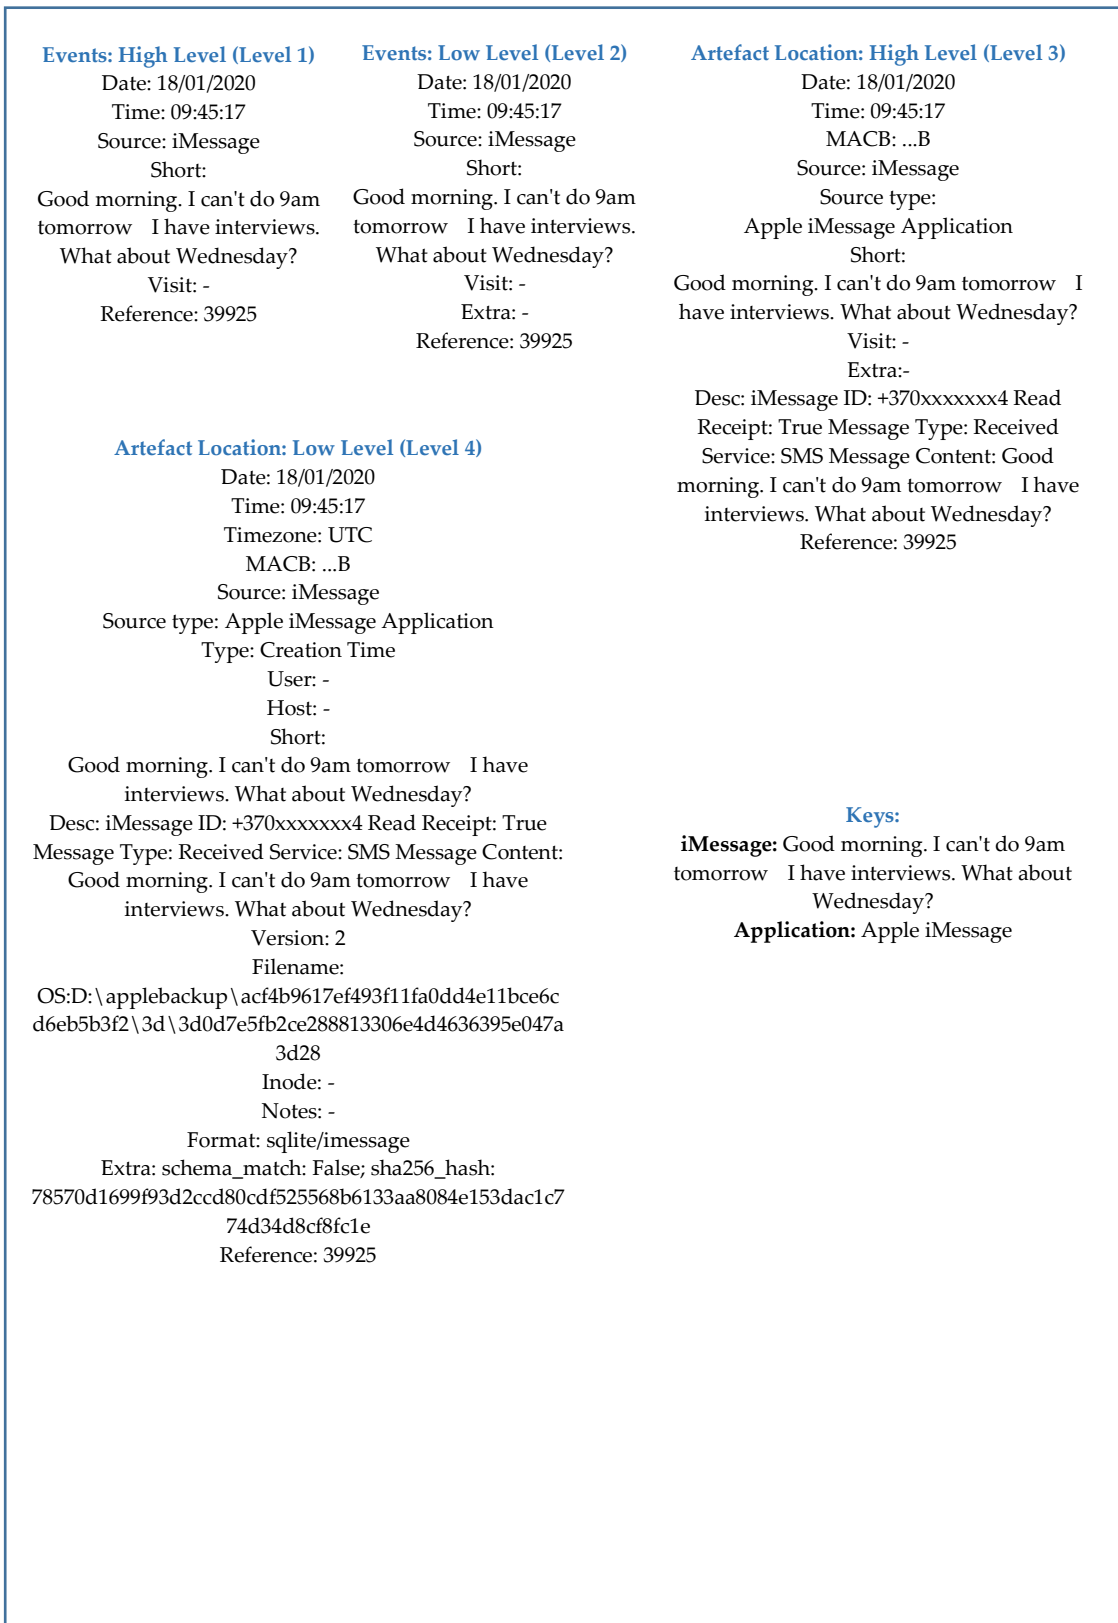 Events: High Level (Level 1)
Date: 18/01/2020
Time: 09:45:17
Source: iMessage
Short:
Good morning. I can't do 9am
tomorrow    I have interviews.
What about Wednesday?
Visit: -
Reference: 39925
Events: Low Level (Level 2)
Date: 18/01/2020
Time: 09:45:17
Source: iMessage
Short:
Good morning. I can't do 9am
tomorrow    I have interviews.
What about Wednesday?
Visit: -
Extra: -
Reference: 39925
Artefact Location: High Level (Level 3)
Date: 18/01/2020
Time: 09:45:17
MACB: ...B
Source: iMessage
Source type:
Apple iMessage Application
Short:
Good morning. I can't do 9am tomorrow    I
have interviews. What about Wednesday?
Visit: -
Extra:-
Desc: iMessage ID: +370xxxxxxx4 Read
Receipt: True Message Type: Received
Service: SMS Message Content: Good
morning. I can't do 9am tomorrow    I have
interviews. What about Wednesday?
Reference: 39925
Artefact Location: Low Level (Level 4)
Date: 18/01/2020
Time: 09:45:17
Timezone: UTC
MACB: ...B
Source: iMessage
Source type: Apple iMessage Application
Type: Creation Time
User: -
Host: -
Short:
Good morning. I can't do 9am tomorrow    I have
interviews. What about Wednesday?
Desc: iMessage ID: +370xxxxxxx4 Read Receipt: True
Message Type: Received Service: SMS Message Content:
Good morning. I can't do 9am tomorrow    I have
interviews. What about Wednesday?
Version: 2
Filename:
OS:D:\applebackup\acf4b9617ef493f11fa0dd4e11bce6c
d6eb5b3f2\3d\3d0d7e5fb2ce288813306e4d4636395e047a
3d28
Inode: -
Notes: -
Format: sqlite/imessage
Extra: schema_match: False; sha256_hash:
78570d1699f93d2ccd80cdf525568b6133aa8084e153dac1c7
74d34d8cf8fc1e
Reference: 39925
Keys:
iMessage: Good morning. I can't do 9am
tomorrow    I have interviews. What about
Wednesday?
Application: Apple iMessage